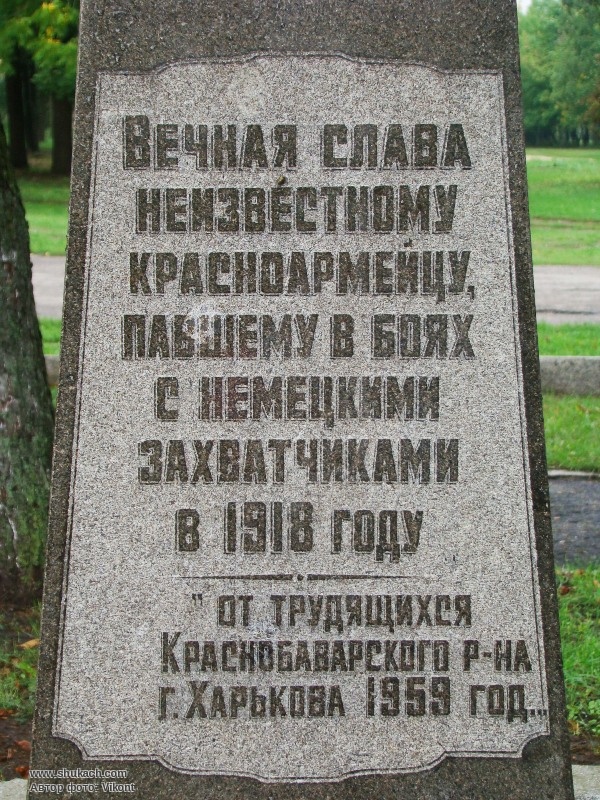 Вечная слава
неизвестному
красноармейцу,
павшему в боях
с немецкими
захватчиками
в 1918 году
" от трудящихся
Краснобаварского р-на
г. Харькова 1959 год..
www.shukach.com
Автор фото: Vikont